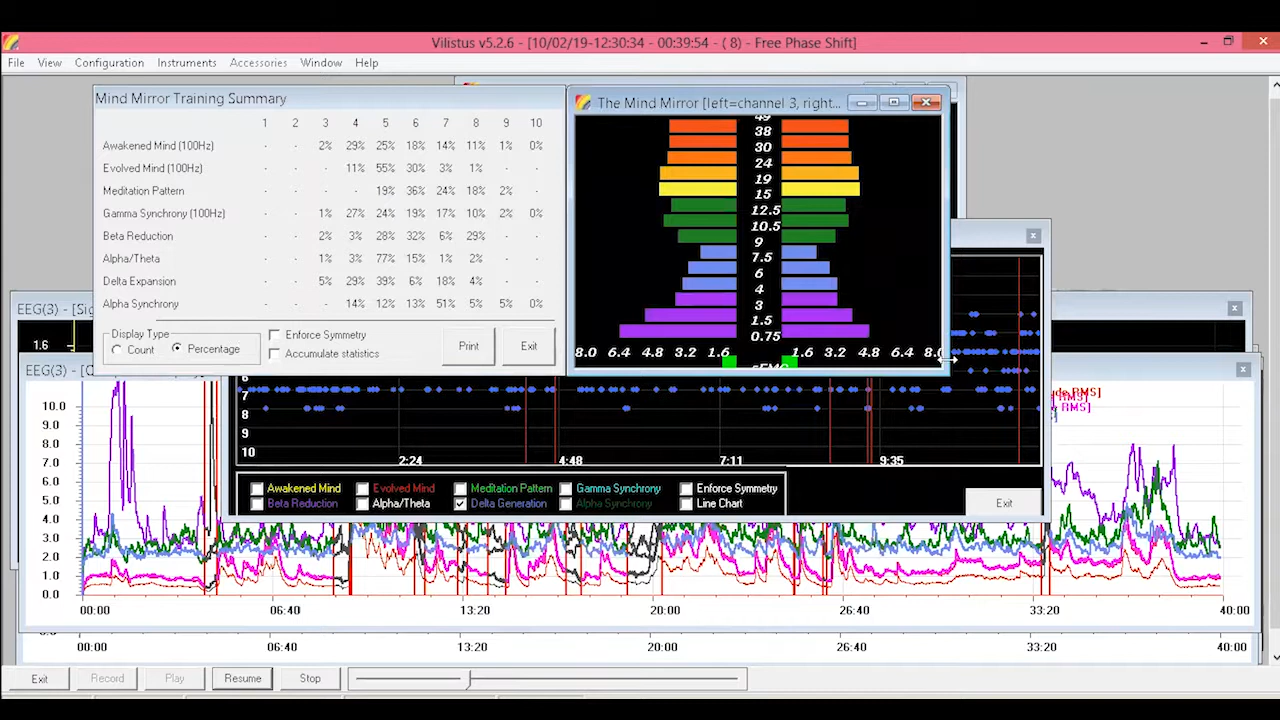 Vilistus v5.2.6 - [10/02/19-12:30:34 - 00:39:54 - ( 8) - Free Phase Shift]
File View Configuration Instruments Accessories Window Help
Mind Mirror Training Summary
1 2 3 4 5 6 7 8 9 10
Awakened Mind (100Hz) - - 2% 29% 25% 18% 14% 11% 1% 0%
Evolved Mind (100Hz) - - - 11% 55% 30% 3% 1% - -
Meditation Pattern - - - - 19% 36% 24% 18% 2% -
Gamma Synchrony (100Hz) - - 1% 27% 24% 19% 17% 10% 2% 0%
Beta Reduction - - 2% 3% 28% 32% 6% 29% - -
Alpha/Theta - - 1% 3% 77% 15% 1% 2% - -
Delta Expansion - - 5% 29% 39% 6% 18% 4% - -
Alpha Synchrony - - - 14% 12% 13% 51% 5% 5% 0%
Display Type
Count Percentage
Enforce Symmetry
Accumulate statistics
Print Exit
The Mind Mirror [left=channel 3, right...
49
38
30
24
19
15
12.5
10.5
9
7.5
6
4
3
1.5
0.75
8.0 6.4 4.8 3.2 1.6 1.6 3.2 4.8 6.4 8.0
sEMG
EEG(3) - [Sig
1.6
EEG(3) - [C
RMS]
RMS]
6
7
8
9
10
2:24 4:48 7:11 9:35
Awakened Mind Evolved Mind Meditation Pattern Gamma Synchrony Enforce Symmetry
Beta Reduction Alpha/Theta Delta Generation Alpha Synchrony Line Chart
Exit
10.0
9.0
8.0
7.0
6.0
5.0
4.0
3.0
2.0
1.0
0.0
00:00 06:40 13:20 20:00 26:40 33:20 40:00
00:00 06:40 13:20 20:00 26:40 33:20 40:00
Exit Record Play Resume Stop